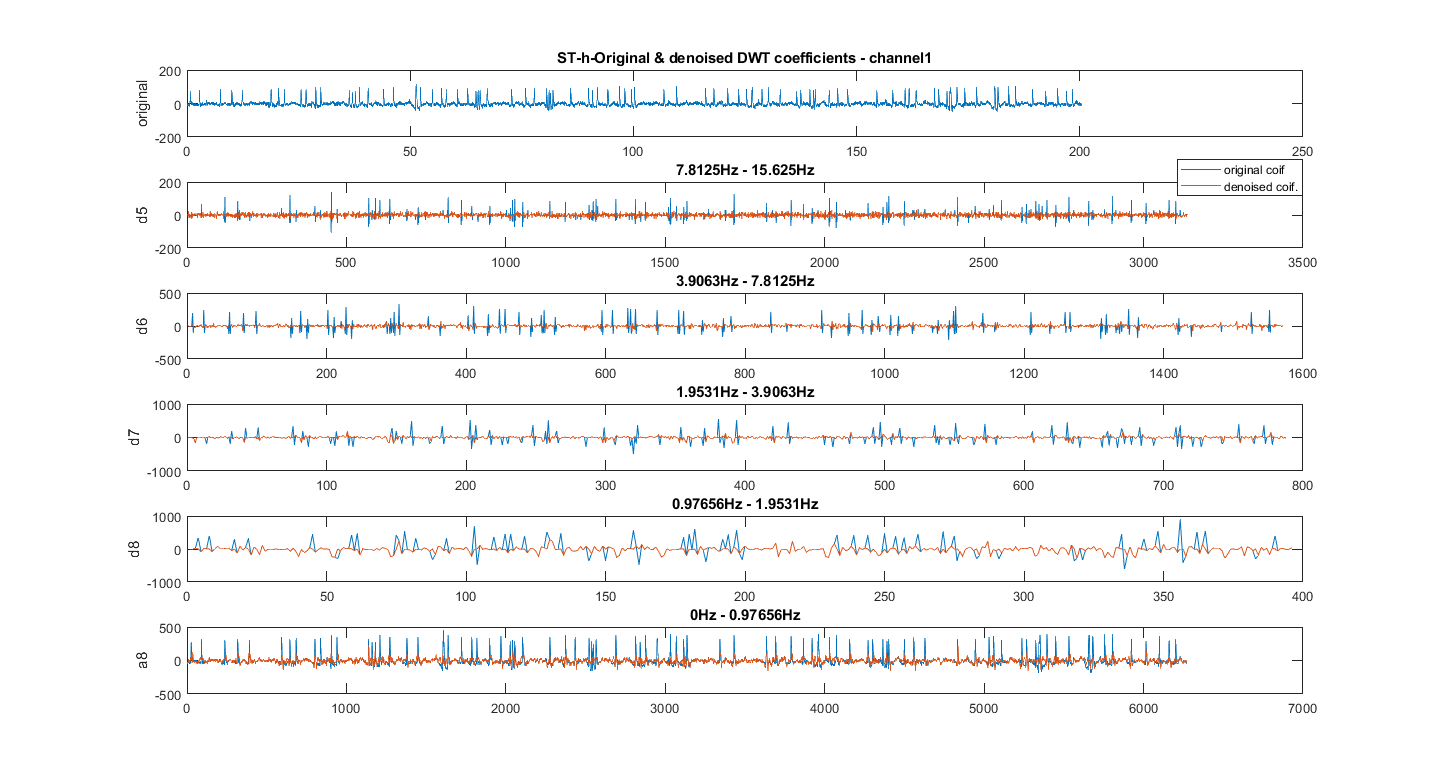 ST-h-Original & denoised DWT coefficients - channel1
200
0
-200
original
0 50 100 150 200 250
7.8125Hz - 15.625Hz
original coif
denoised coif.
200
0
-200
d5
0 500 1000 1500 2000 2500 3000 3500
3.9063Hz - 7.8125Hz
500
0
-500
d6
0 200 400 600 800 1000 1200 1400 1600
1.9531Hz - 3.9063Hz
1000
0
-1000
d7
0 100 200 300 400 500 600 700 800
0.97656Hz - 1.9531Hz
1000
0
-1000
d8
0 50 100 150 200 250 300 350 400
0Hz - 0.97656Hz
500
0
-500
a8
0 1000 2000 3000 4000 5000 6000 7000